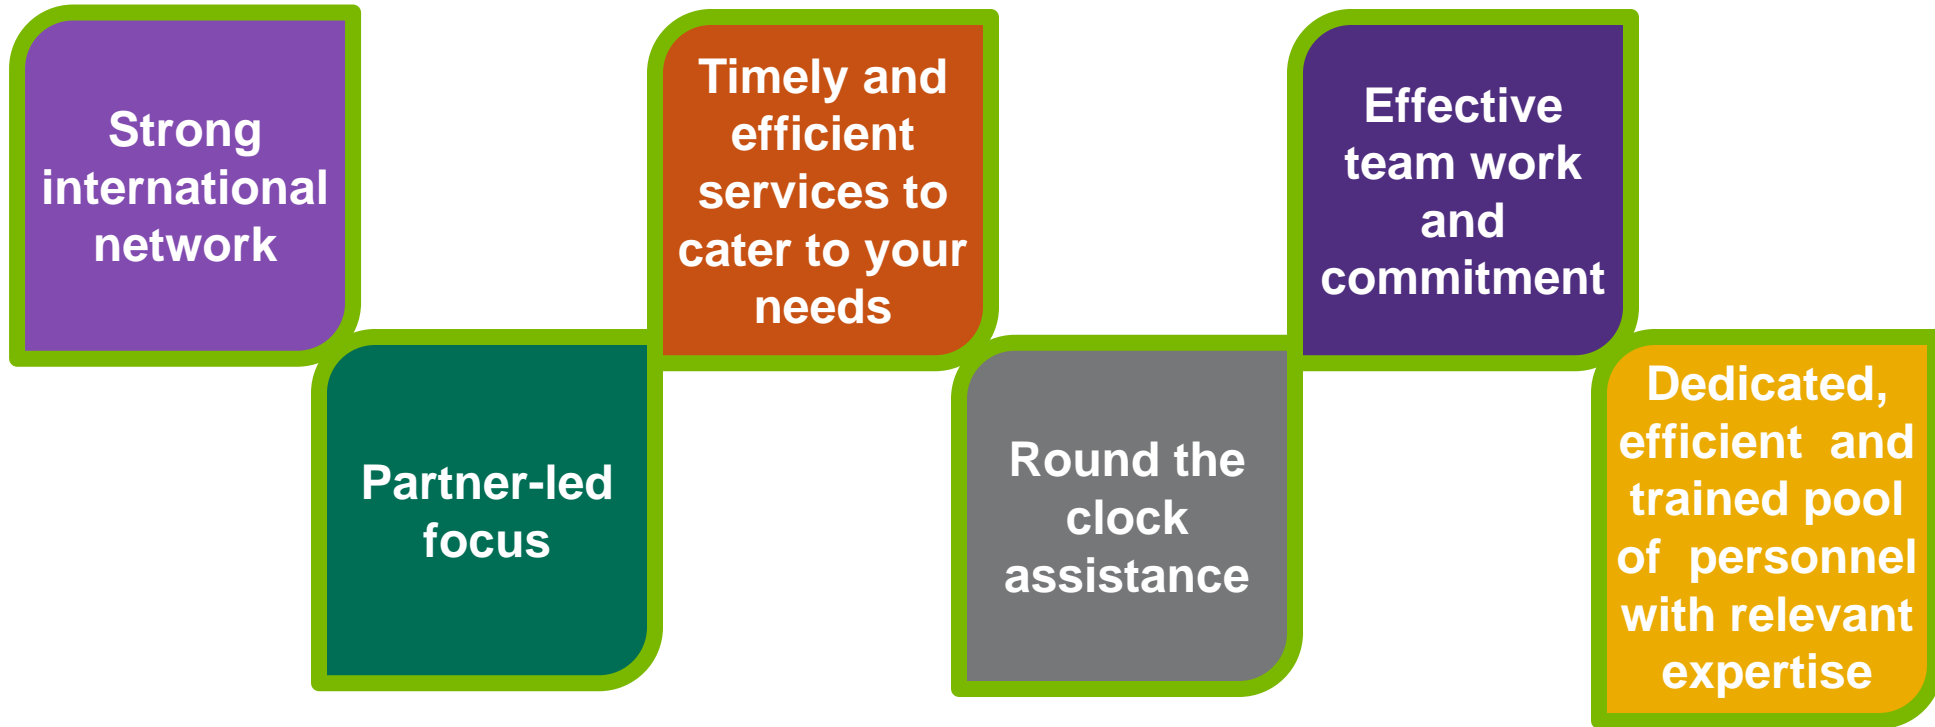 Strong
international
network
Partner-led
focus
Timely and
efficient
services to
cater to your
needs
Round the
clock
assistance
Effective
team work
and
commitment
Dedicated,
efficient  and
trained pool
of  personnel
with relevant
expertise